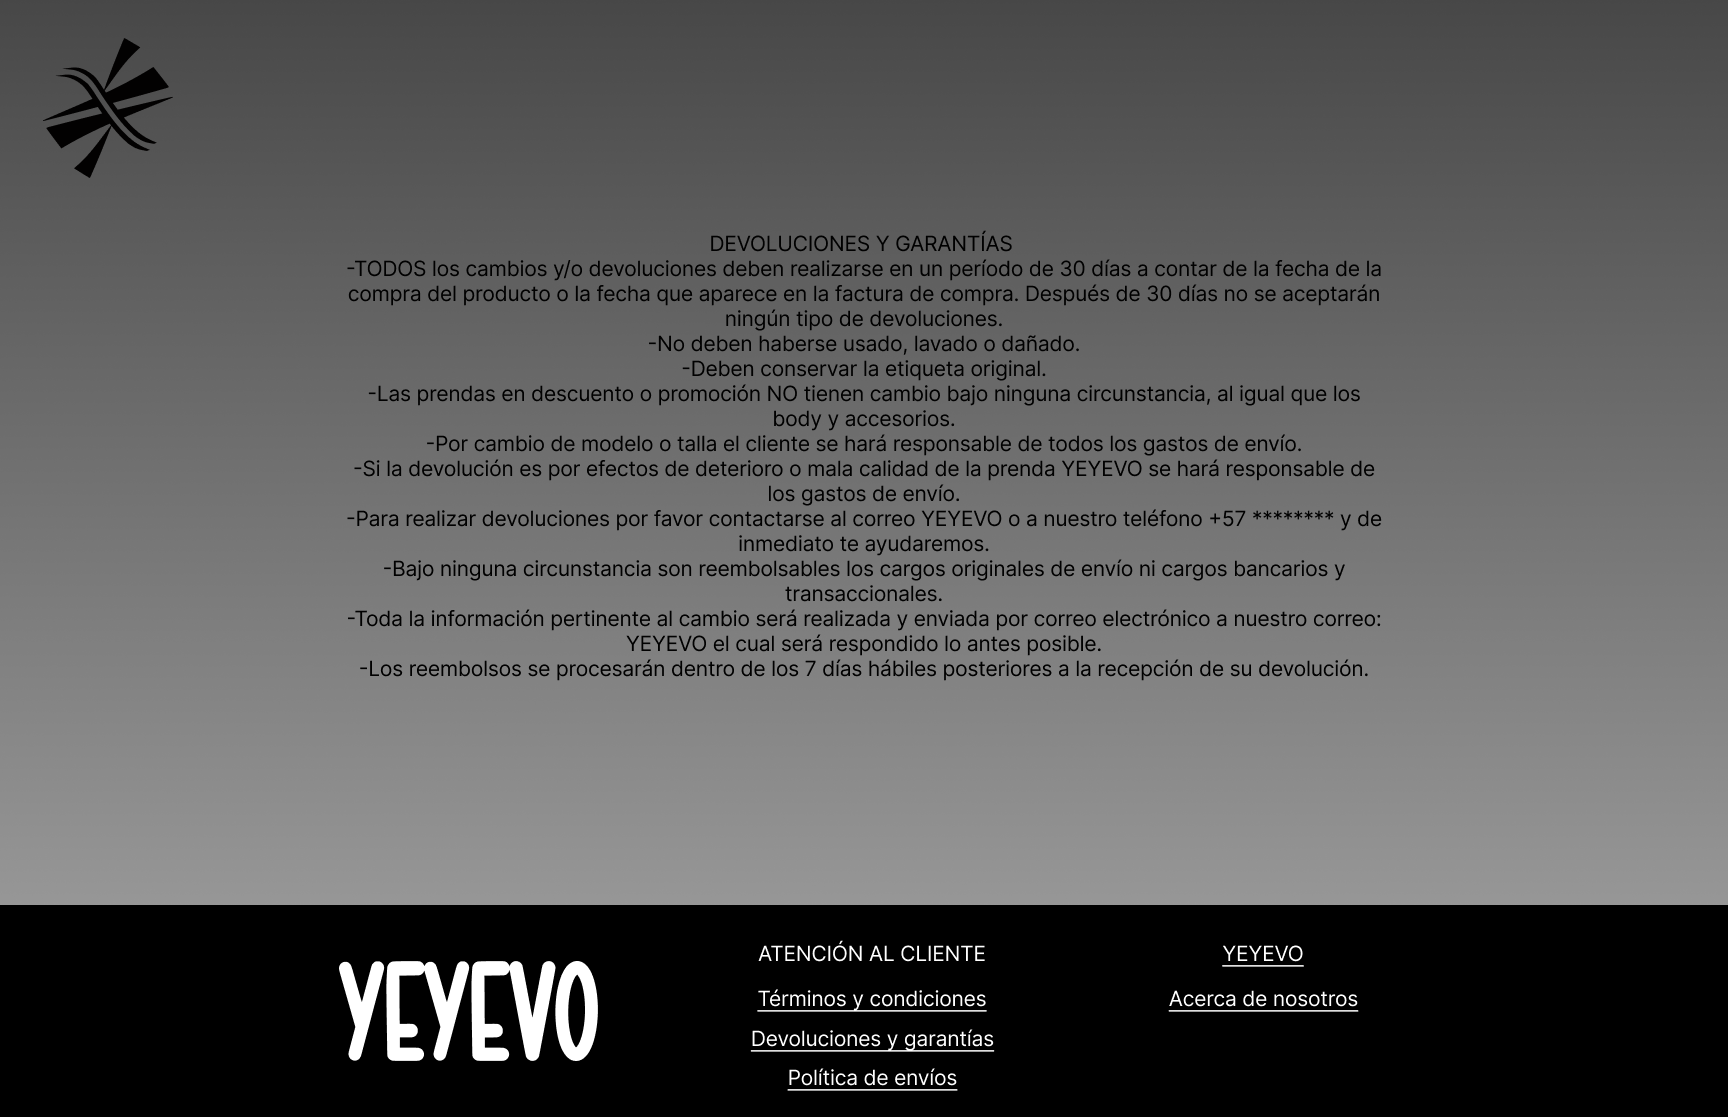 DEVOLUCIONES Y GARANTÍAS
-TODOS los cambios y/o devoluciones deben realizarse en un período de 30 días a contar de la fecha de la
compra del producto o la fecha que aparece en la factura de compra. Después de 30 días no se aceptarán
ningún tipo de devoluciones.
-No deben haberse usado, lavado o dañado.
-Deben conservar la etiqueta original.
-Las prendas en descuento o promoción NO tienen cambio bajo ninguna circunstancia, al igual que los
body y accesorios.
-Por cambio de modelo o talla el cliente se hará responsable de todos los gastos de envío.
-Si la devolución es por efectos de deterioro o mala calidad de la prenda YEYEVO se hará responsable de
los gastos de envío.
-Para realizar devoluciones por favor contactarse al correo YEYEVO o a nuestro teléfono +57 ******** y de
inmediato te ayudaremos.
-Bajo ninguna circunstancia son reembolsables los cargos originales de envío ni cargos bancarios y
transaccionales.
-Toda la información pertinente al cambio será realizada y enviada por correo electrónico a nuestro correo:
YEYEVO el cual será respondido lo antes posible.
-Los reembolsos se procesarán dentro de los 7 días hábiles posteriores a la recepción de su devolución.
YEYEVO
ATENCIÓN AL CLIENTE
Términos y condiciones
Devoluciones y garantías
Política de envíos
YEYEVO
Acerca de nosotros